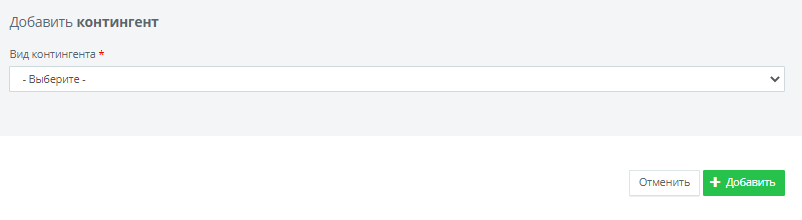 Добавить контингент
Вид контингента *
- Выберите -
Отменить
+ Добавить